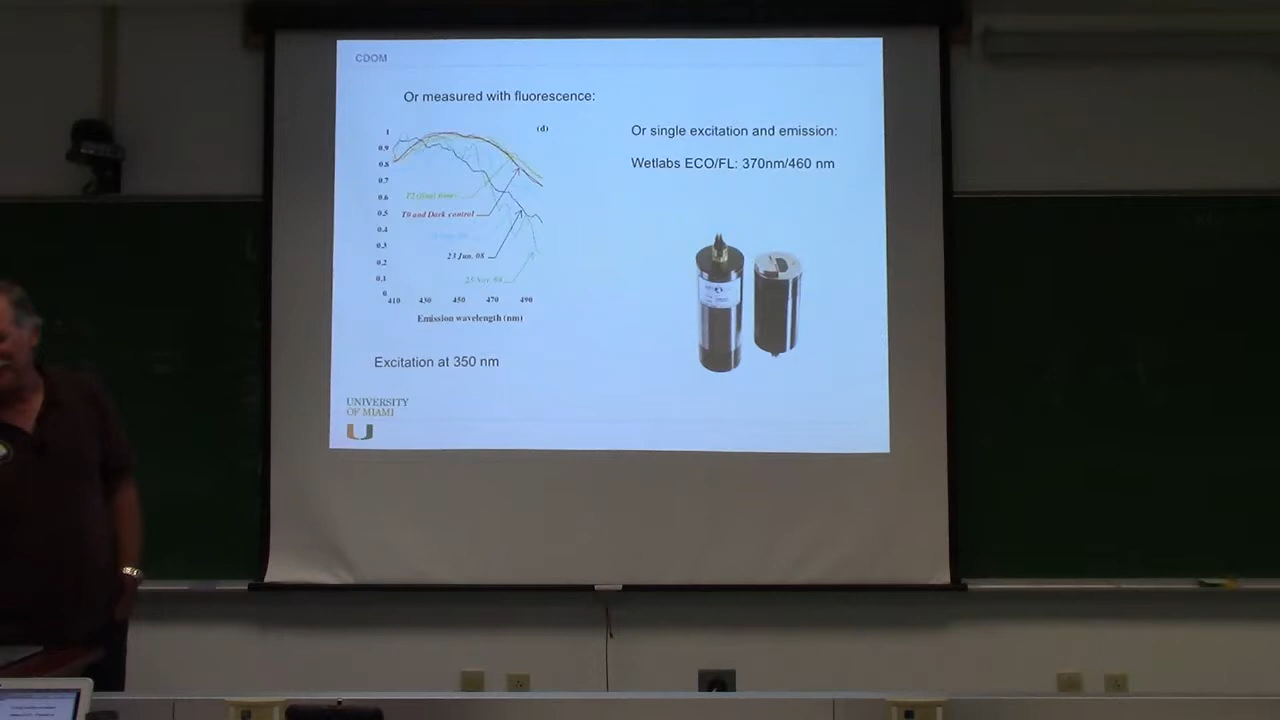 CDOM
Or measured with fluorescence:
(d)
1
0.9
0.8
0.7
0.6
0.5
0.4
0.3
0.2
0.1
0
T0 and Dark control
23 Jun. 08
25 Nov. 08
410 430 450 470 490
Emission wavelength (nm)
Excitation at 350 nm
Or single excitation and emission:
Wetlabs ECO/FL: 370nm/460 nm
UNIVERSITY
OF MIAMI